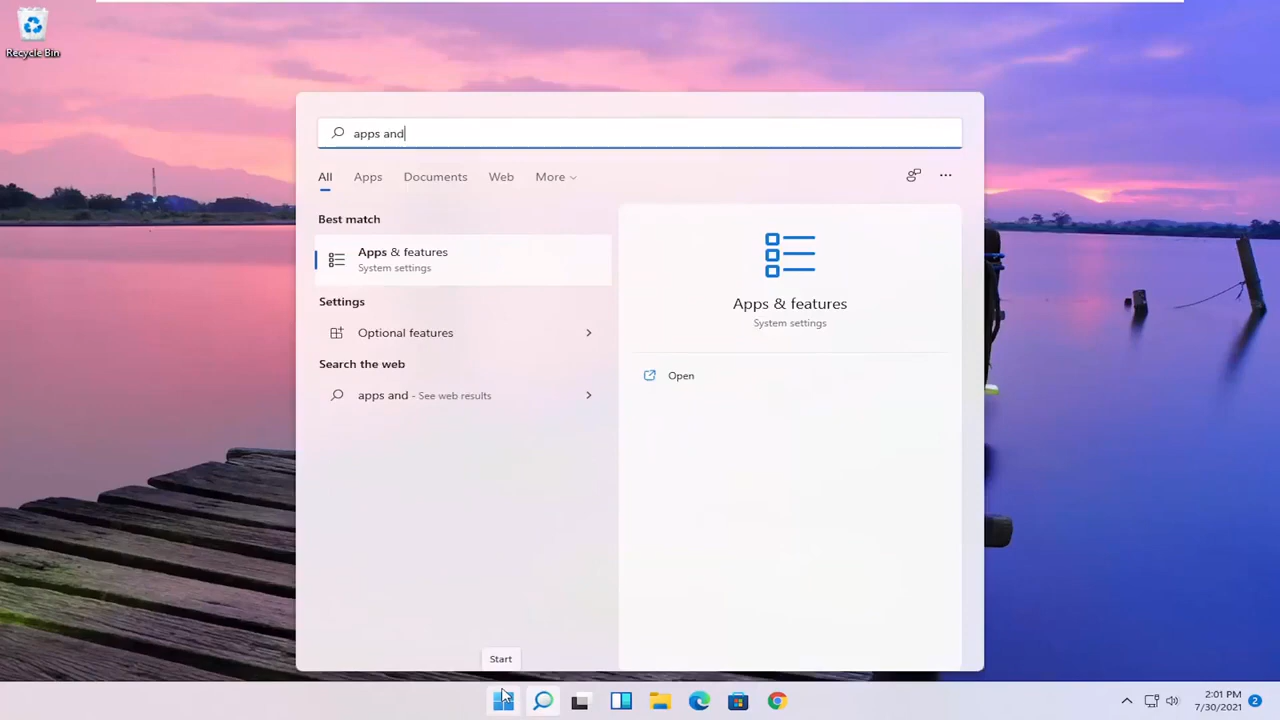 Recycle Bin
apps and
All Apps Documents Web More
Best match
Apps & features
System settings
Settings
Optional features
Search the web
apps and - See web results
Apps & features
System settings
Open
Start
2:01 PM
7/30/2021
2